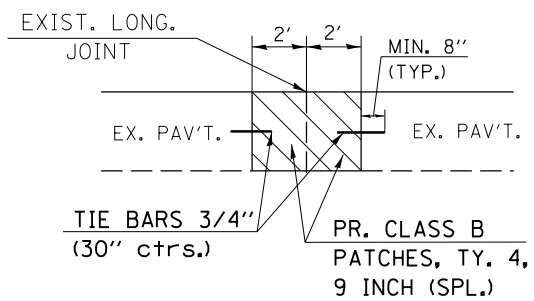 EXIST. LONG.
JOINT
2' 2'
MIN. 8"
(TYP.)
EX. PAV'T.
EX. PAV'T.
TIE BARS 3/4"
(30" ctrs.)
PR. CLASS B
PATCHES, TY. 4,
9 INCH (SPL.)